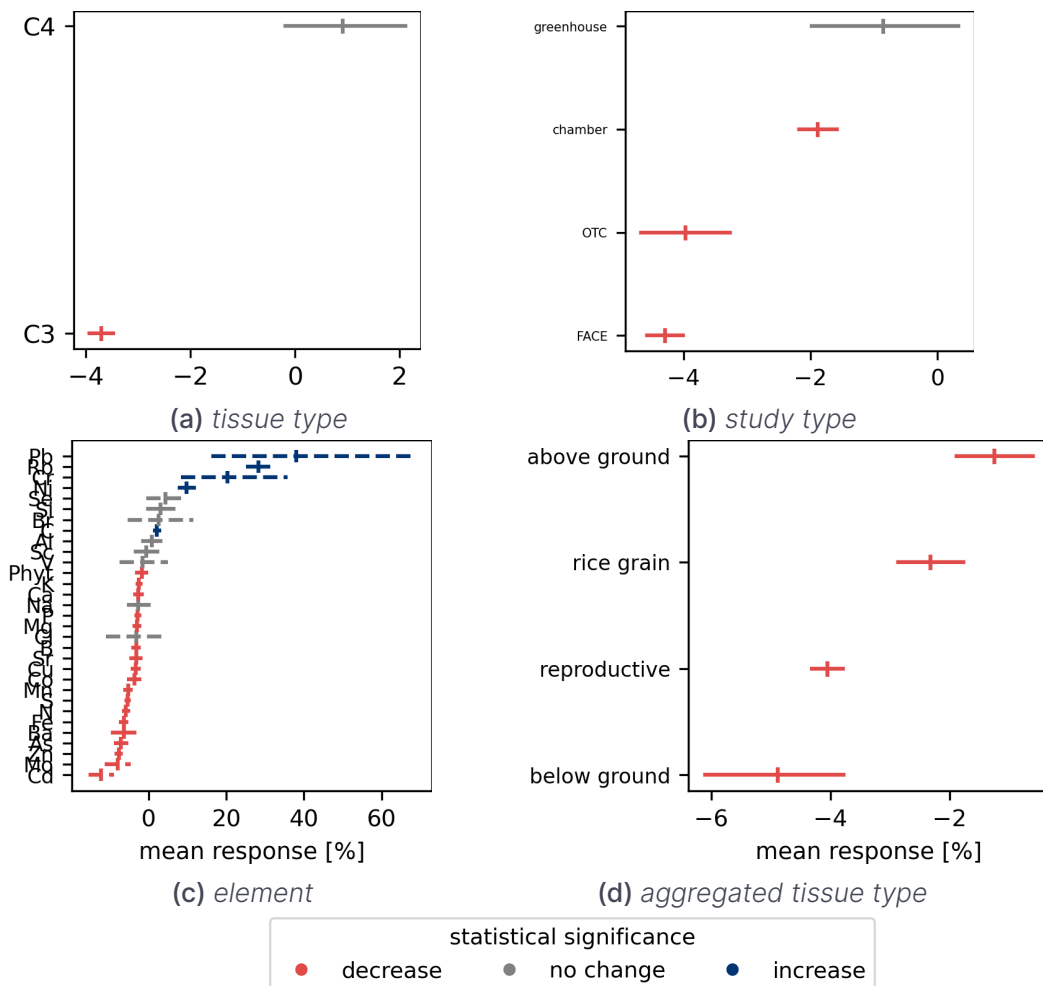 C4
C3
−4 −2 0 2
(a) tissue type
greenhouse
chamber
OTC
FACE
−4 −2 0
(b) study type
Pb
Rb
Cr
Ni
Se
Si
Br
C
Al
Sc
V
Phyt
K
Ca
Na
P
Mg
Cl
B
Sr
Cu
Co
Mn
S
N
Fe
Ba
As
Zn
Mo
Cd
0 20 40 60
mean response [%]
(c) element
above ground
rice grain
reproductive
below ground
−6 −4 −2
mean response [%]
(d) aggregated tissue type
statistical significance
decrease no change increase